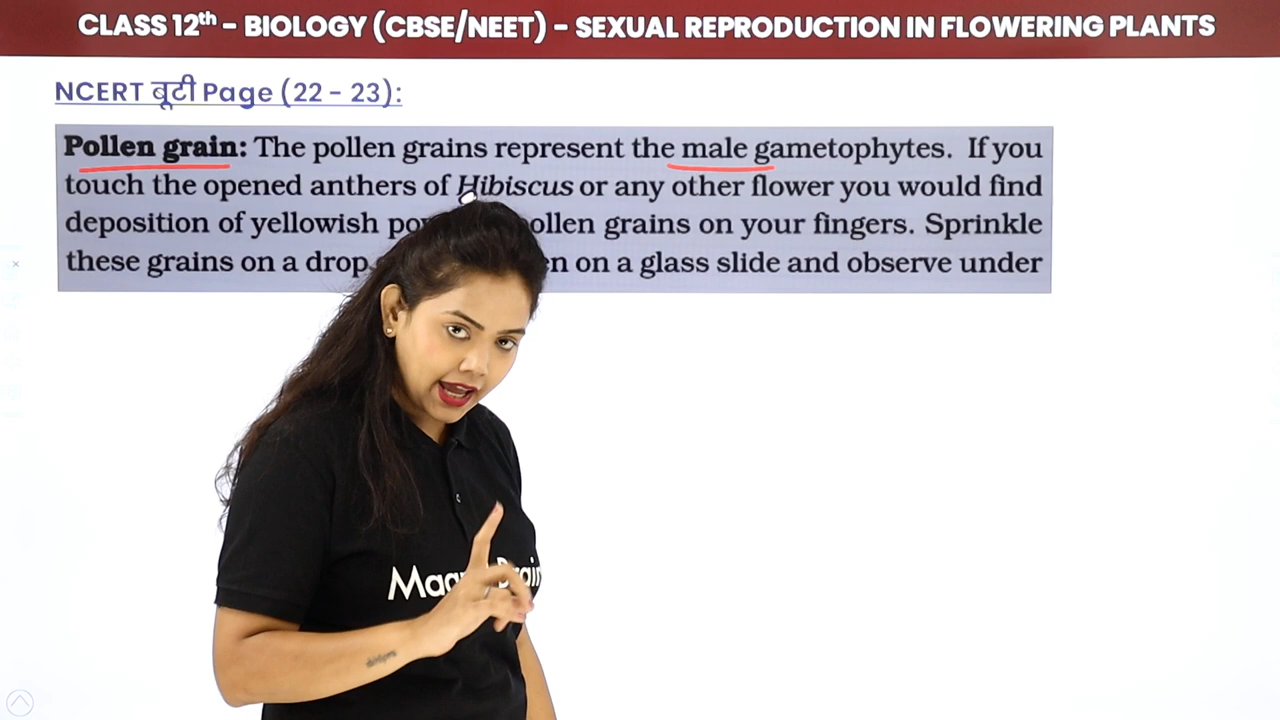 CLASS 12th – BIOLOGY (CBSE/NEET) – SEXUAL REPRODUCTION IN FLOWERING PLANTS
NCERT बूटी Page (22 – 23):
Pollen grain: The pollen grains represent the male gametophytes. If you
touch the opened anthers of Hibiscus or any other flower you would find
deposition of yellowish pollen grains on your fingers. Sprinkle
these grains on a drop on a glass slide and observe under